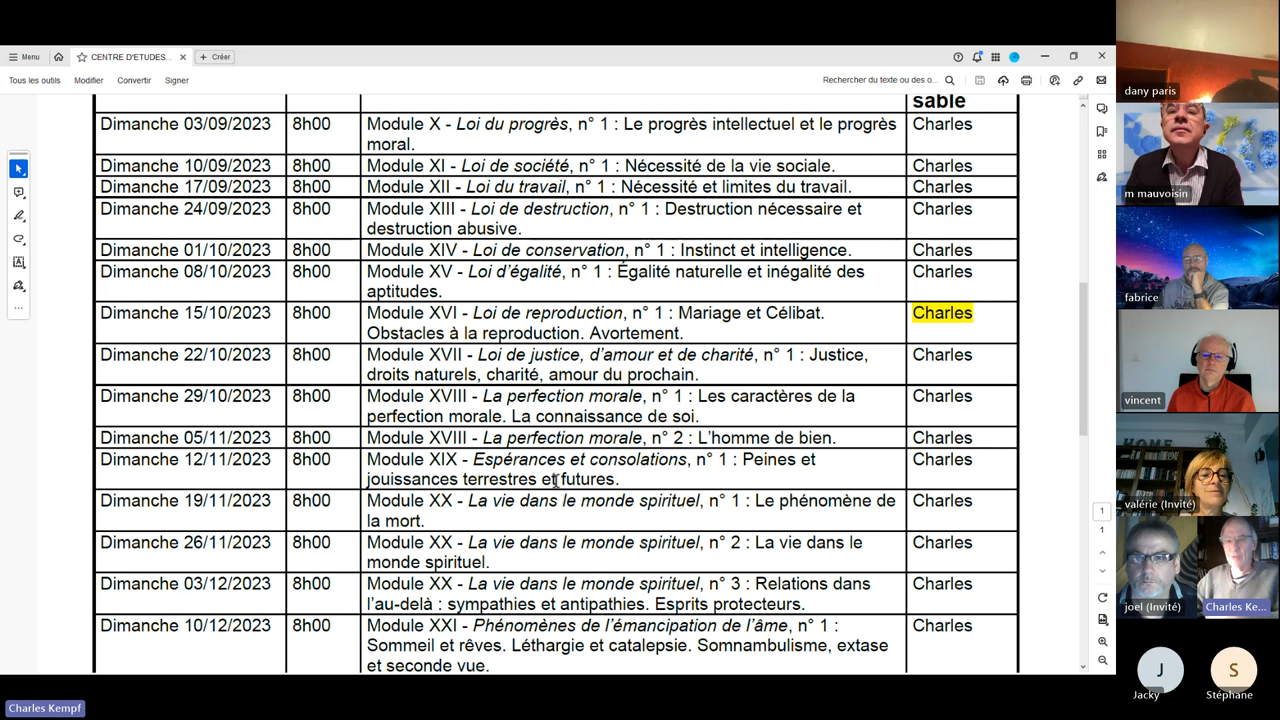 Menu
CENTRE D'ETUDES...
Créer
Tous les outils
Modifier
Convertir
Signer
Rechercher du texte ou des o...
sable
Dimanche 03/09/2023 8h00 Module X - Loi du progrès, n° 1 : Le progrès intellectuel et le progrès Charles
moral.
Dimanche 10/09/2023 8h00 Module XI - Loi de société, n° 1 : Nécessité de la vie sociale. Charles
Dimanche 17/09/2023 8h00 Module XII - Loi du travail, n° 1 : Nécessité et limites du travail. Charles
Dimanche 24/09/2023 8h00 Module XIII - Loi de destruction, n° 1 : Destruction nécessaire et Charles
destruction abusive.
Dimanche 01/10/2023 8h00 Module XIV - Loi de conservation, n° 1 : Instinct et intelligence. Charles
Dimanche 08/10/2023 8h00 Module XV - Loi d'égalité, n° 1 : Égalité naturelle et inégalité des Charles
aptitudes.
Dimanche 15/10/2023 8h00 Module XVI - Loi de reproduction, n° 1 : Mariage et Célibat. Charles
Obstacles à la reproduction. Avortement.
Dimanche 22/10/2023 8h00 Module XVII - Loi de justice, d'amour et de charité, n° 1 : Justice, Charles
droits naturels, charité, amour du prochain.
Dimanche 29/10/2023 8h00 Module XVIII - La perfection morale, n° 1 : Les caractères de la Charles
perfection morale. La connaissance de soi.
Dimanche 05/11/2023 8h00 Module XVIII - La perfection morale, n° 2 : L'homme de bien. Charles
Dimanche 12/11/2023 8h00 Module XIX - Espérances et consolations, n° 1 : Peines et Charles
jouissances terrestres et futures.
Dimanche 19/11/2023 8h00 Module XX - La vie dans le monde spirituel, n° 1 : Le phénomène de Charles
la mort.
Dimanche 26/11/2023 8h00 Module XX - La vie dans le monde spirituel, n° 2 : La vie dans le Charles
monde spirituel.
Dimanche 03/12/2023 8h00 Module XX - La vie dans le monde spirituel, n° 3 : Relations dans Charles
l'au-delà : sympathies et antipathies. Esprits protecteurs.
Dimanche 10/12/2023 8h00 Module XXI - Phénomènes de l'émancipation de l'âme, n° 1 : Charles
Sommeil et rêves. Léthargie et catalepsie. Somnambulisme, extase
et seconde vue.
1
1
dany paris
m mauvoisin
fabrice
vincent
HOME
valérie (Invité)
joel (Invité)
Charles Ke...
J
Jacky
S
Stéphane
Charles Kempf